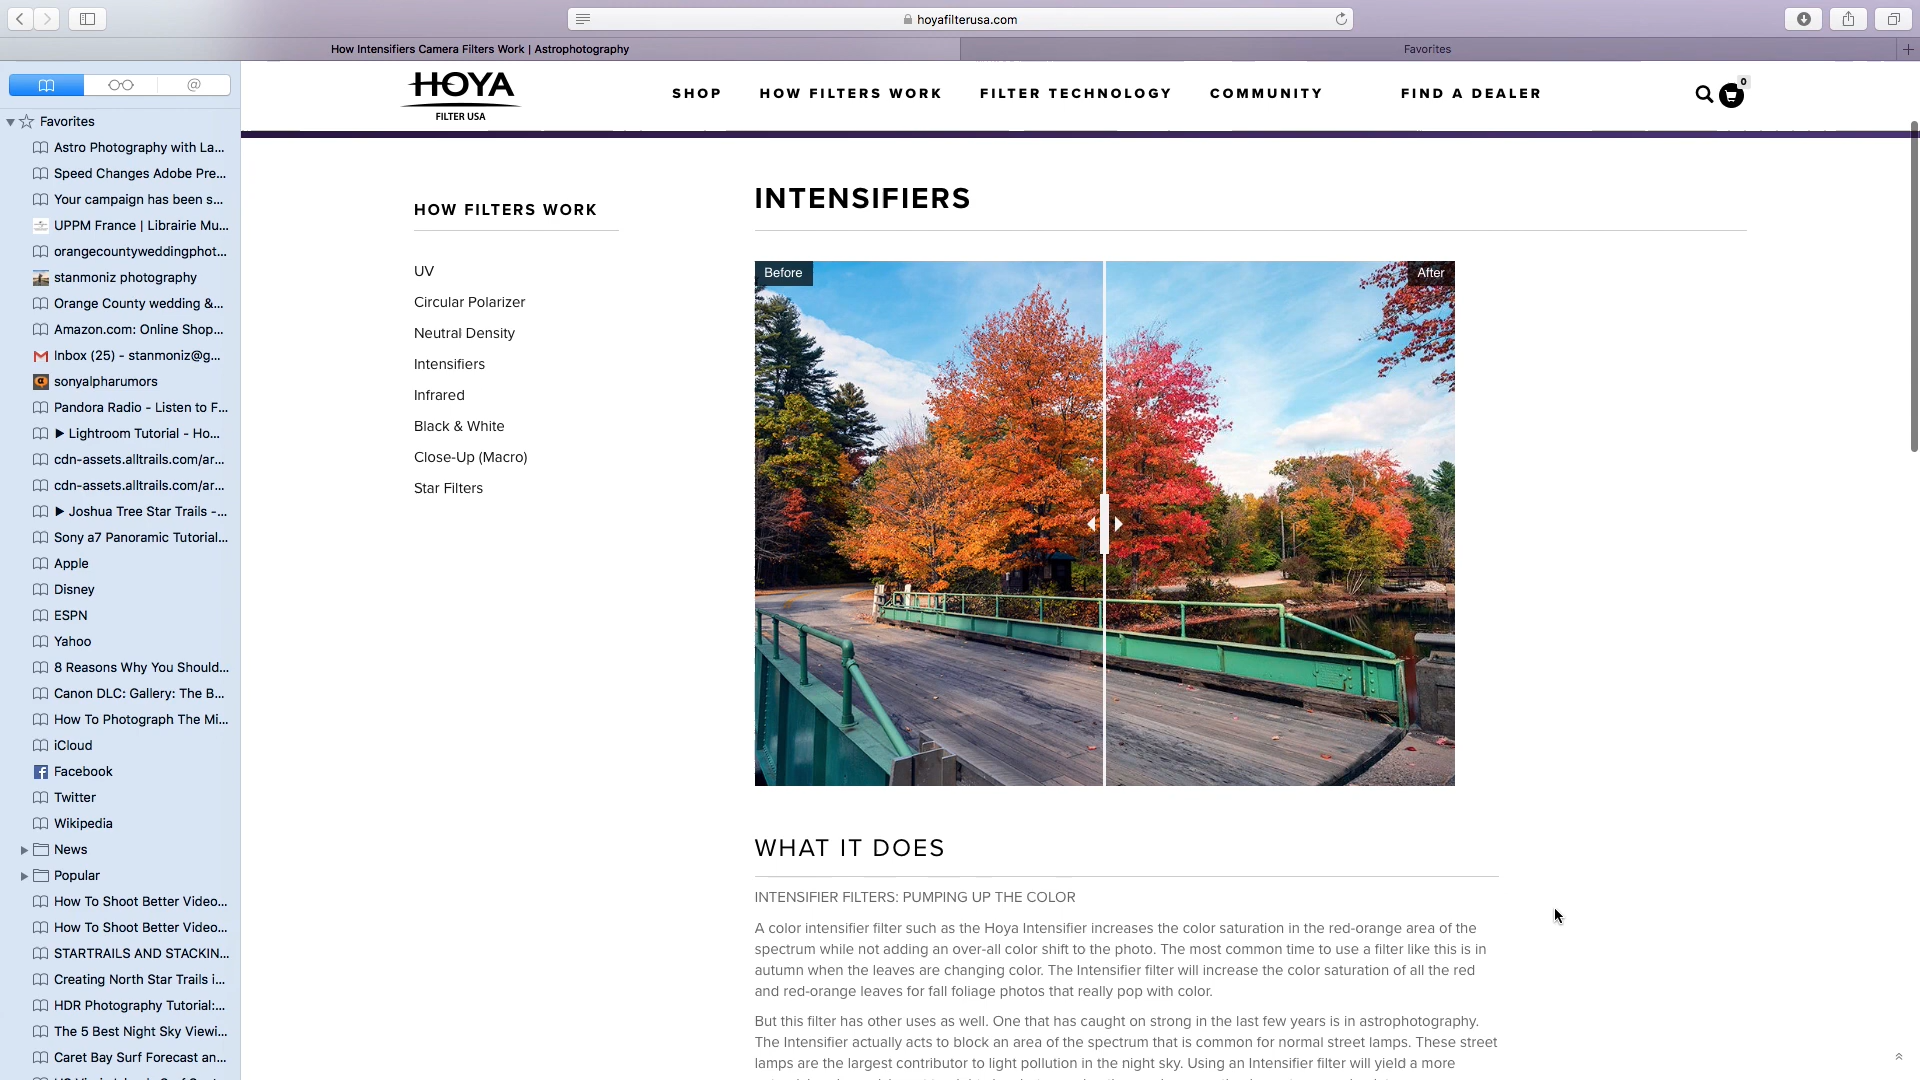 hoyafilterusa.com
How Intensifiers Camera Filters Work | Astrophotography
Favorites
@
Favorites
Astro Photography with La...
Speed Changes Adobe Pre...
Your campaign has been s...
UPPM France | Librairie Mu...
orangecountyweddingphot...
stanmoniz photography
Orange County wedding &...
Amazon.com: Online Shop...
Inbox (25) - stanmoniz@g...
sonyalpharumors
Pandora Radio - Listen to F...
► Lightroom Tutorial - Ho...
cdn-assets.alltrails.com/ar...
cdn-assets.alltrails.com/ar...
► Joshua Tree Star Trails -...
Sony a7 Panoramic Tutorial...
Apple
Disney
ESPN
Yahoo
8 Reasons Why You Should...
Canon DLC: Gallery: The B...
How To Photograph The Mi...
iCloud
Facebook
Twitter
Wikipedia
News
Popular
How To Shoot Better Video...
How To Shoot Better Video...
STARTRAILS AND STACKIN...
Creating North Star Trails i...
HDR Photography Tutorial:...
The 5 Best Night Sky Viewi...
Caret Bay Surf Forecast an...
HOYA
FILTER USA
SHOP
HOW FILTERS WORK
FILTER TECHNOLOGY
COMMUNITY
FIND A DEALER
0
HOW FILTERS WORK
UV
Circular Polarizer
Neutral Density
Intensifiers
Infrared
Black & White
Close-Up (Macro)
Star Filters
INTENSIFIERS
Before
After
WHAT IT DOES
INTENSIFIER FILTERS: PUMPING UP THE COLOR
A color intensifier filter such as the Hoya Intensifier increases the color saturation in the red-orange area of the
spectrum while not adding an over-all color shift to the photo. The most common time to use a filter like this is in
autumn when the leaves are changing color. The Intensifier filter will increase the color saturation of all the red
and red-orange leaves for fall foliage photos that really pop with color.
But this filter has other uses as well. One that has caught on strong in the last few years is in astrophotography.
The Intensifier actually acts to block an area of the spectrum that is common for normal street lamps. These street
lamps are the largest contributor to light pollution in the night sky. Using an Intensifier filter will yield a more